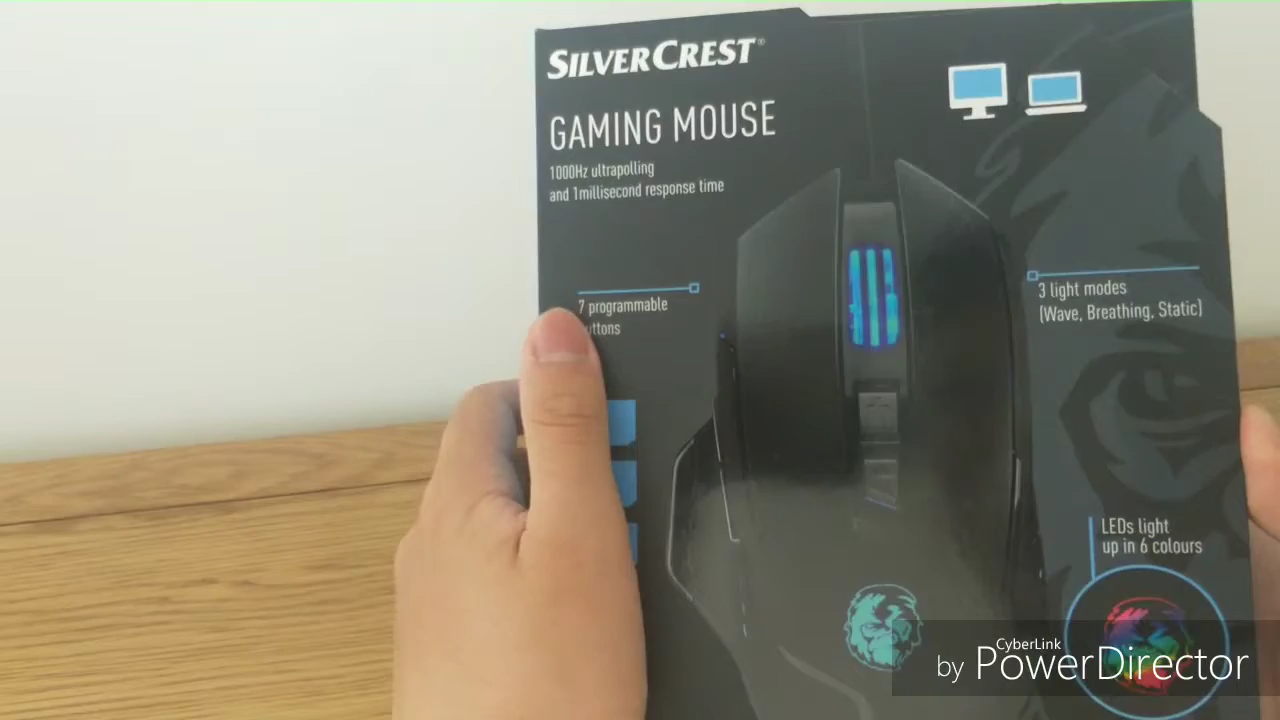 SILVERCREST®
GAMING MOUSE
1000Hz ultrapolling
and 1millisecond response time
7 programmable
3 light modes
(Wave, Breathing, Static)
LEDs light
up in 6 colours
CyberLink
by PowerDirector